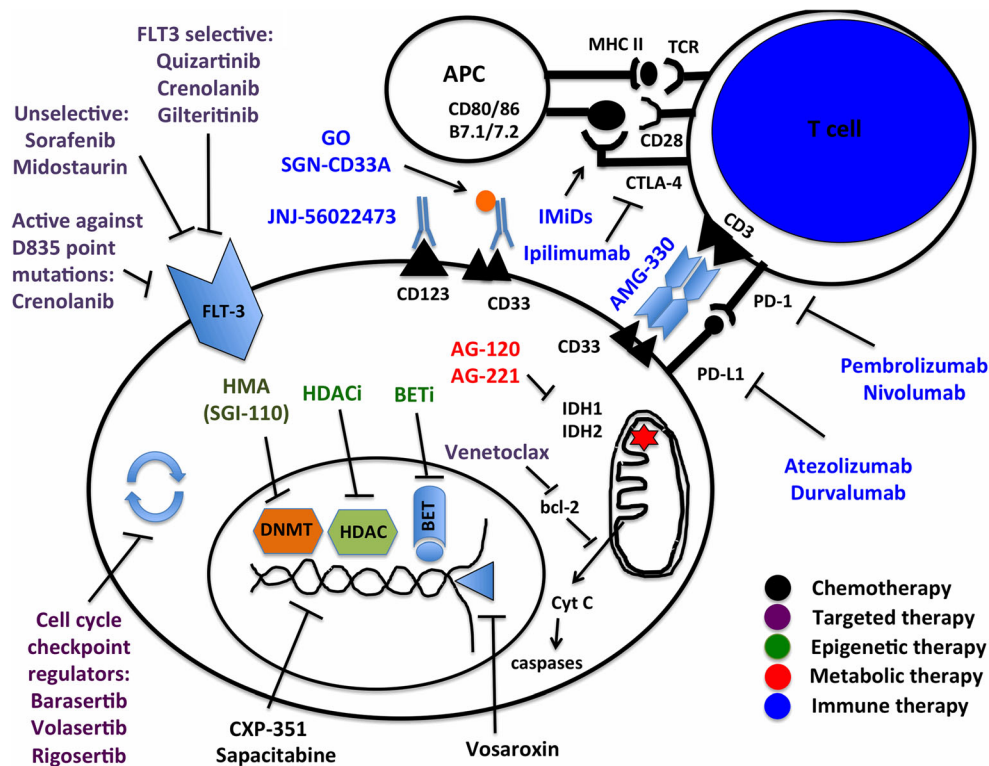 FLT3 selective:
Quizartinib
Crenolanib
Gilteritinib
Unselective:
Sorafenib
Midostaurin
Active against
D835 point
mutations:
Crenolanib
FLT-3
GO
SGN-CD33A
JNJ-56022473
CD123
CD33
APC
CD80/86
B7.1/7.2
MHC II
TCR
CD28
CTLA-4
T cell
IMiDs
Ipilimumab
CD3
AMG-330
CD33
PD-1
PD-L1
Pembrolizumab
Nivolumab
Atezolizumab
Durvalumab
AG-120
AG-221
IDH1
IDH2
HMA
(SGI-110)
HDACi
BETi
Venetoclax
bcl-2
Cyt C
caspases
DNMT
HDAC
BET
Cell cycle
checkpoint
regulators:
Barasertib
Volasertib
Rigosertib
CXP-351
Sapacitabine
Vosaroxin
Chemotherapy
Targeted therapy
Epigenetic therapy
Metabolic therapy
Immune therapy